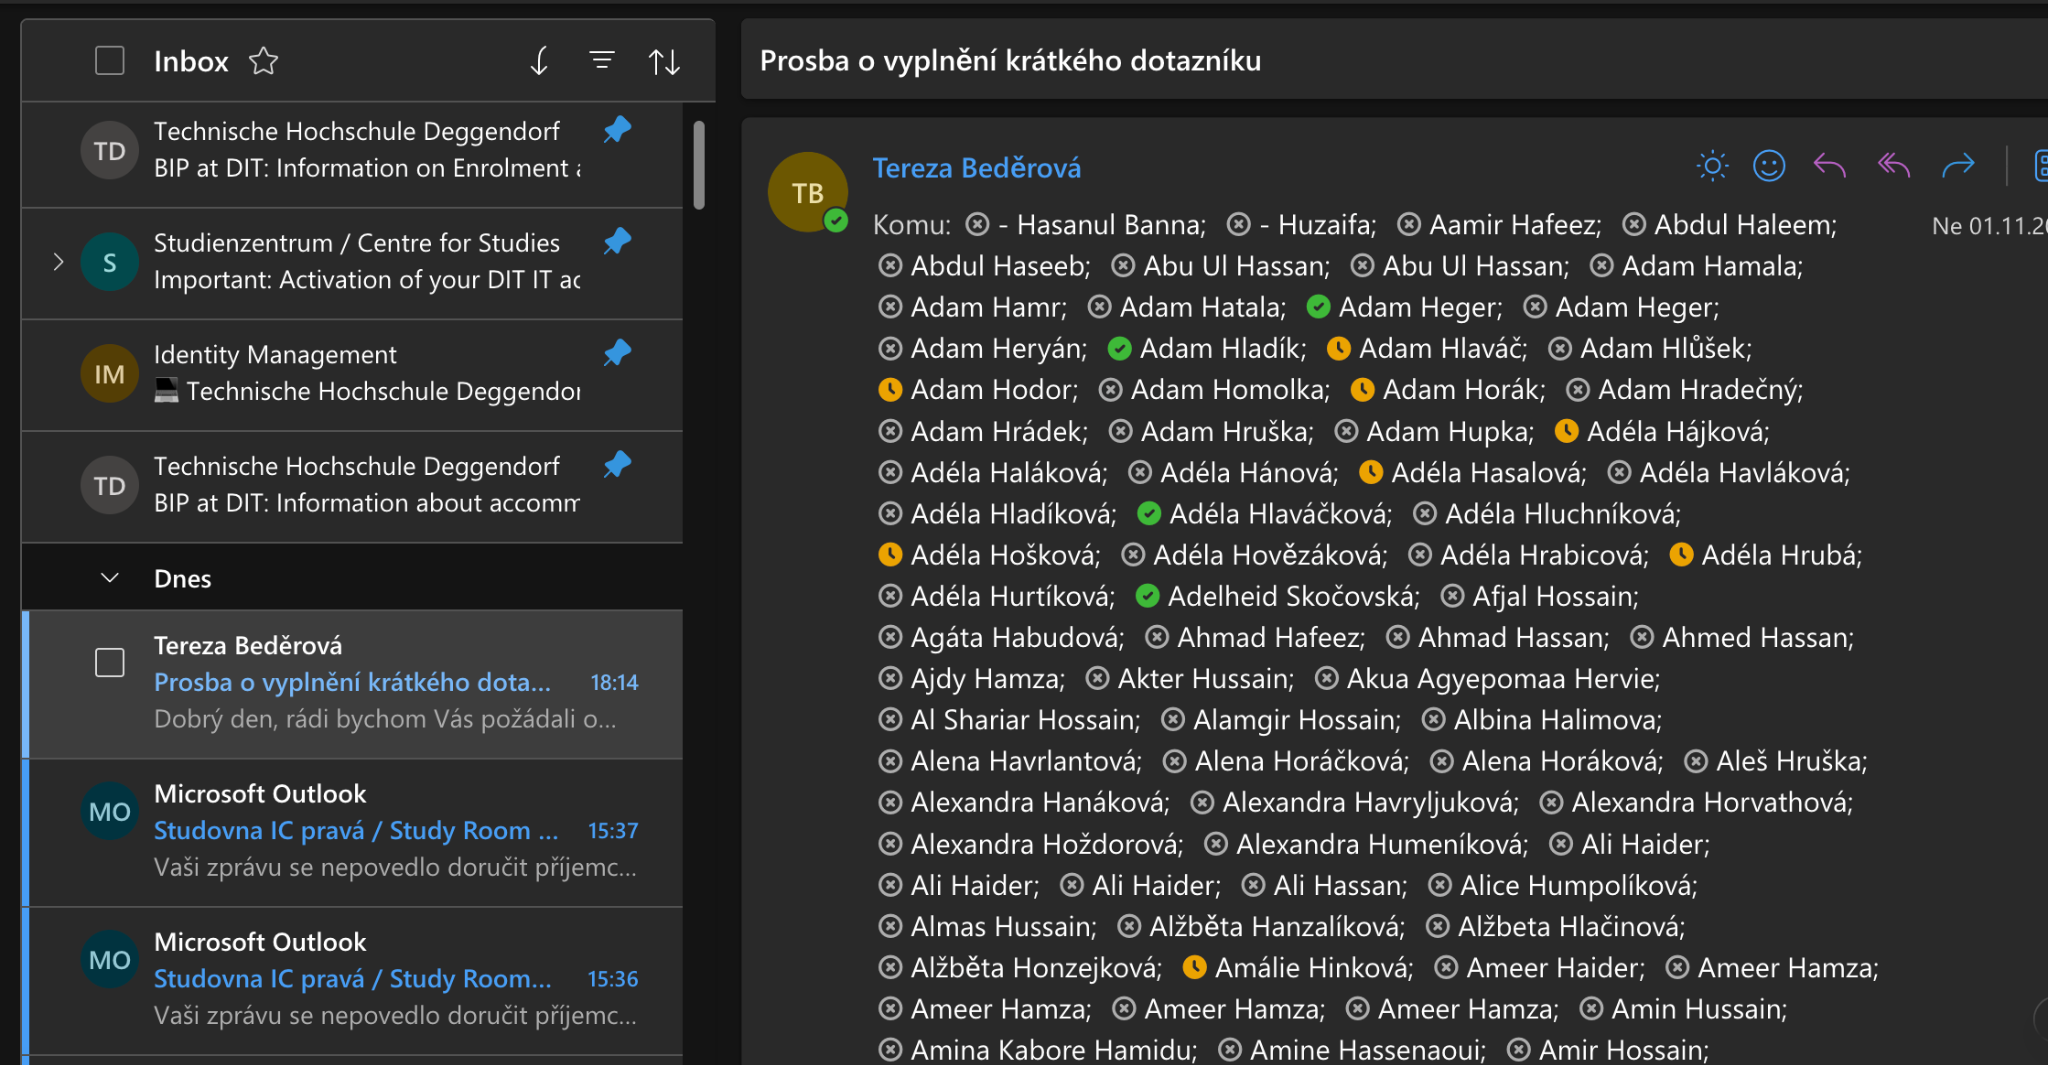 Inbox
TD
Technische Hochschule Deggendorf
BIP at DIT: Information on Enrolment
S
Studienzentrum / Centre for Studies
Important: Activation of your DIT IT
IM
Identity Management
Technische Hochschule Deggendor
TD
Technische Hochschule Deggendorf
BIP at DIT: Information about accomm
Dnes
Tereza Beděrová
Prosba o vyplnění krátkého dota... 18:14
Dobrý den, rádi bychom Vás požádali o...
MO
Microsoft Outlook
Studovna IC pravá / Study Room ... 15:37
Vaši zprávu se nepovedlo doručit příjemc...
MO
Microsoft Outlook
Studovna IC pravá / Study Room... 15:36
Vaši zprávu se nepovedlo doručit příjemc...
Prosba o vyplnění krátkého dotazníku
TB
Tereza Beděrová
Komu: - Hasanul Banna; - Huzaifa; Aamir Hafeez; Abdul Haleem; Ne 01.11.20
Abdul Haseeb; Abu Ul Hassan; Abu Ul Hassan; Adam Hamala;
Adam Hamr; Adam Hatala; Adam Heger; Adam Heger;
Adam Heryán; Adam Hladík; Adam Hlaváč; Adam Hlůšek;
Adam Hodor; Adam Homolka; Adam Horák; Adam Hradečný;
Adam Hrádek; Adam Hruška; Adam Hupka; Adéla Hájková;
Adéla Haláková; Adéla Hánová; Adéla Hasalová; Adéla Havláková;
Adéla Hladíková; Adéla Hlaváčková; Adéla Hluchníková;
Adéla Hošková; Adéla Hovězáková; Adéla Hrabicová; Adéla Hrubá;
Adéla Hurtíková; Adelheid Skočovská; Afjal Hossain;
Agáta Habudová; Ahmad Hafeez; Ahmad Hassan; Ahmed Hassan;
Ajdy Hamza; Akter Hussain; Akua Agyepomaa Hervie;
Al Shariar Hossain; Alamgir Hossain; Albina Halimova;
Alena Havrlantová; Alena Horáčková; Alena Horáková; Aleš Hruška;
Alexandra Hanáková; Alexandra Havryljuková; Alexandra Horvathová;
Alexandra Hoždorová; Alexandra Humeníková; Ali Haider;
Ali Haider; Ali Haider; Ali Hassan; Alice Humpolíková;
Almas Hussain; Alžběta Hanzalíková; Alžbeta Hlačinová;
Alžběta Honzejková; Amálie Hinková; Ameer Haider; Ameer Hamza;
Ameer Hamza; Ameer Hamza; Ameer Hamza; Amin Hussain;
Amina Kabore Hamidu; Amine Hassenaoui; Amir Hossain;